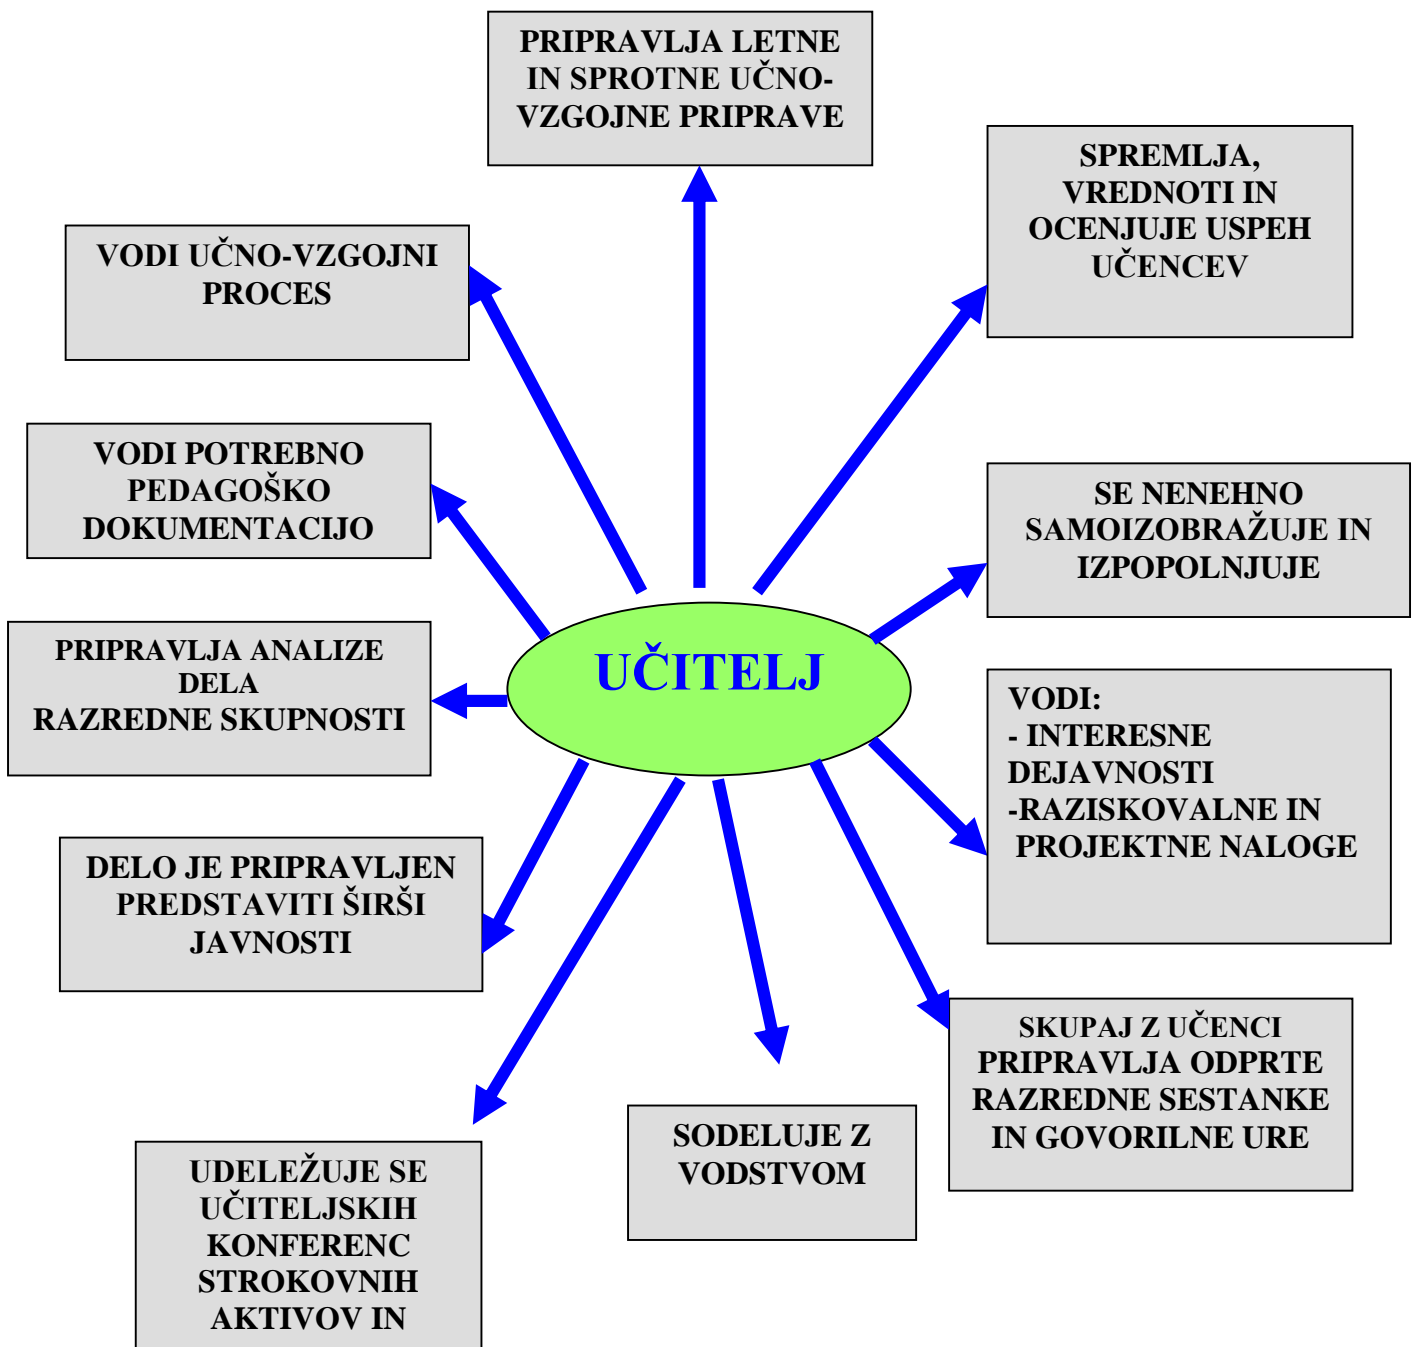 PRIPRAVLJA LETNE
IN SPROTNE UČNO-
VZGOJNE PRIPRAVE
SPREMLJA,
VREDNOTI IN
OCENJUJE USPEH
UČENCEV
VODI UČNO-VZGOJNI
PROCES
VODI POTREBNO
PEDAGOŠKO
DOKUMENTACIJO
SE NENEHNO
SAMOIZOBRAŽUJE IN
IZPOPOLNJUJE
PRIPRAVLJA ANALIZE
DELA
RAZREDNE SKUPNOSTI
UČITELJ
VODI:
- INTERESNE
DEJAVNOSTI
-RAZISKOVALNE IN
PROJEKTNE NALOGE
DELO JE PRIPRAVLJEN
PREDSTAVITI ŠIRŠI
JAVNOSTI
SKUPAJ Z UČENCI
PRIPRAVLJA ODPRTE
RAZREDNE SESTANKE
IN GOVORILNE URE
SODELUJE Z
VODSTVOM
UDELEŽUJE SE
UČITELJSKIH
KONFERENC
STROKOVNIH
AKTIVOV IN